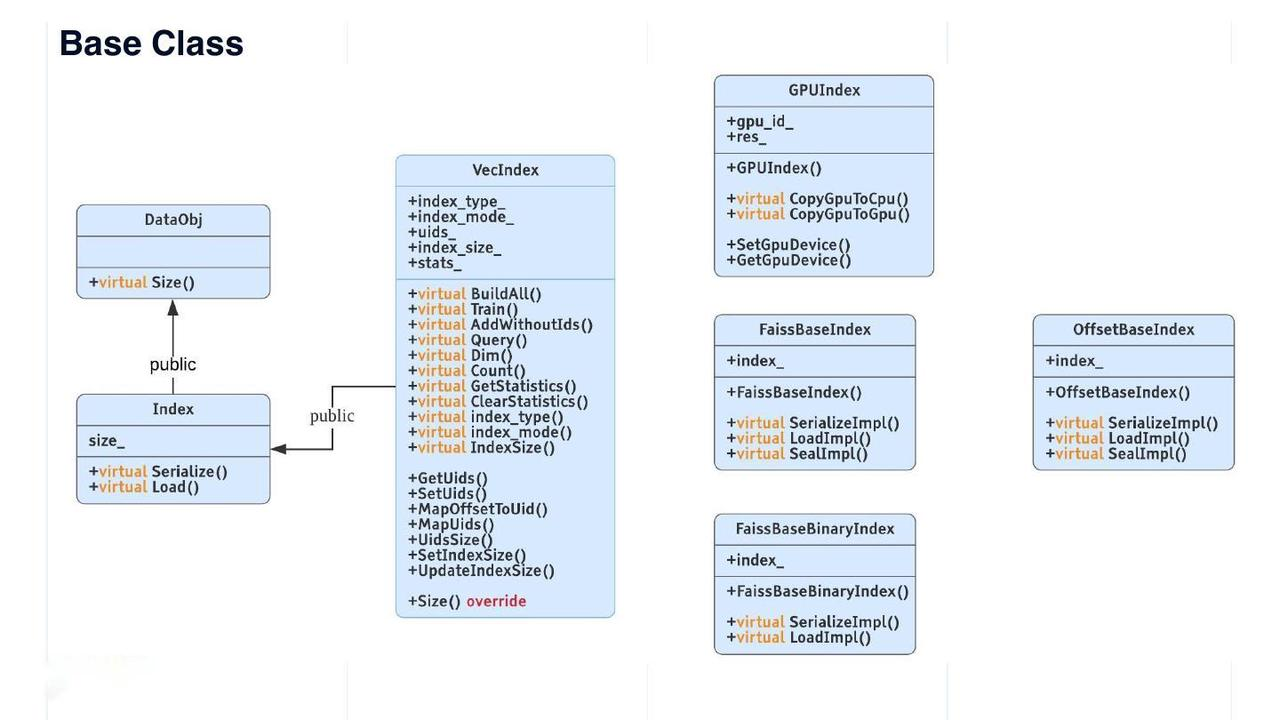 Base Class
DataObj
+virtual Size()
public
Index
size_
+virtual Serialize()
+virtual Load()
public
VecIndex
+index_type_
+index_mode_
+uids_
+index_size_
+stats_
+virtual BuildAll()
+virtual Train()
+virtual AddWithoutIds()
+virtual Query()
+virtual Dim()
+virtual Count()
+virtual GetStatistics()
+virtual ClearStatistics()
+virtual index_type()
+virtual index_mode()
+virtual IndexSize()
+GetUids()
+SetUids()
+MapOffsetToUid()
+MapUids()
+UidsSize()
+SetIndexSize()
+UpdateIndexSize()
+Size() override
GPUIndex
+gpu_id_
+res_
+GPUIndex()
+virtual CopyGpuToCpu()
+virtual CopyGpuToGpu()
+SetGpuDevice()
+GetGpuDevice()
FaissBaseIndex
+index_
+FaissBaseIndex()
+virtual SerializeImpl()
+virtual LoadImpl()
+virtual SealImpl()
FaissBaseBinaryIndex
+index_
+FaissBaseBinaryIndex()
+virtual SerializeImpl()
+virtual LoadImpl()
OffsetBaseIndex
+index_
+OffsetBaseIndex()
+virtual SerializeImpl()
+virtual LoadImpl()
+virtual SealImpl()